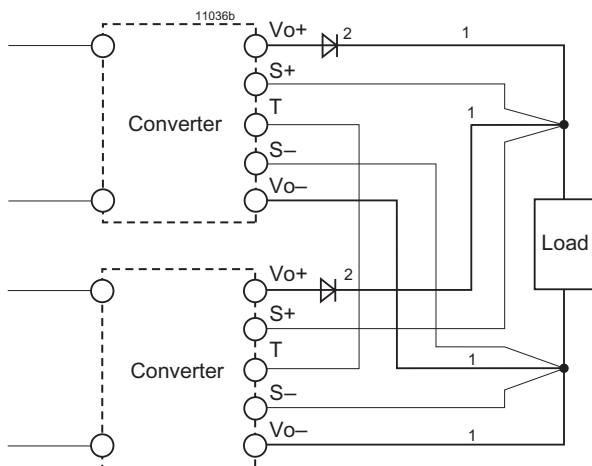 11036b
Vo+
2
1
S+
T
1
Converter
S–
Vo–
Load
Vo+
2
S+
T
Converter
1
S–
Vo–
1